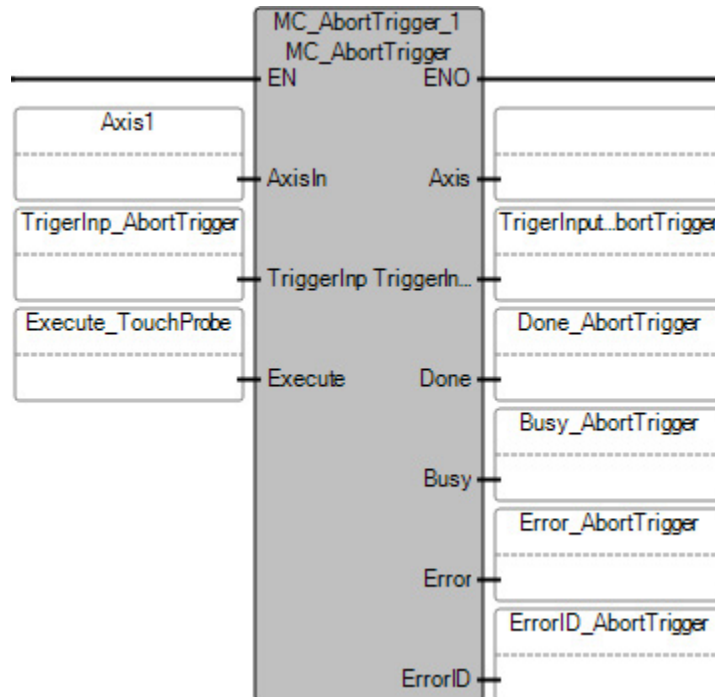 MC_AbortTrigger_1
MC_AbortTrigger
EN ENO
Axis1
AxisIn Axis
TrigerInp_AbortTrigger TrigerInput...bortTrigger
TriggerInp TriggerIn...
Execute_TouchProbe Done_AbortTrigger
Execute Done
Busy_AbortTrigger
Busy
Error_AbortTrigger
Error
ErrorID_AbortTrigger
ErrorID